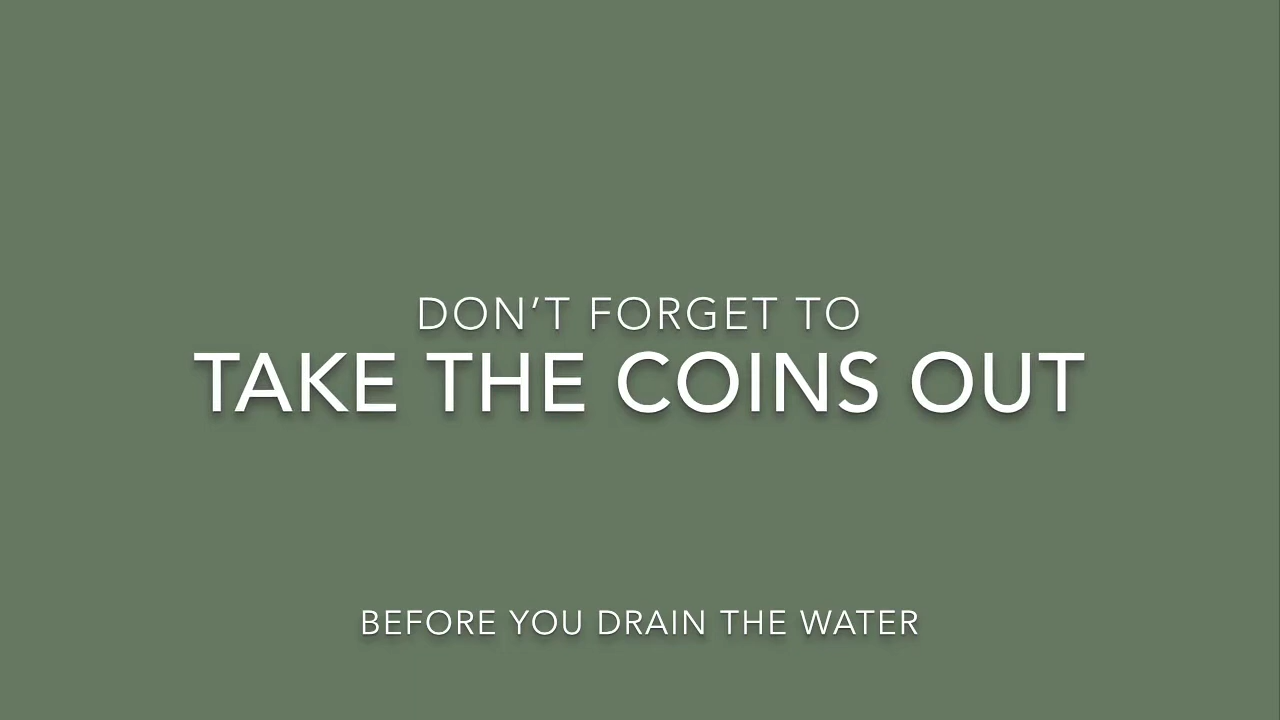 DON’T FORGET TO
TAKE THE COINS OUT
BEFORE YOU DRAIN THE WATER